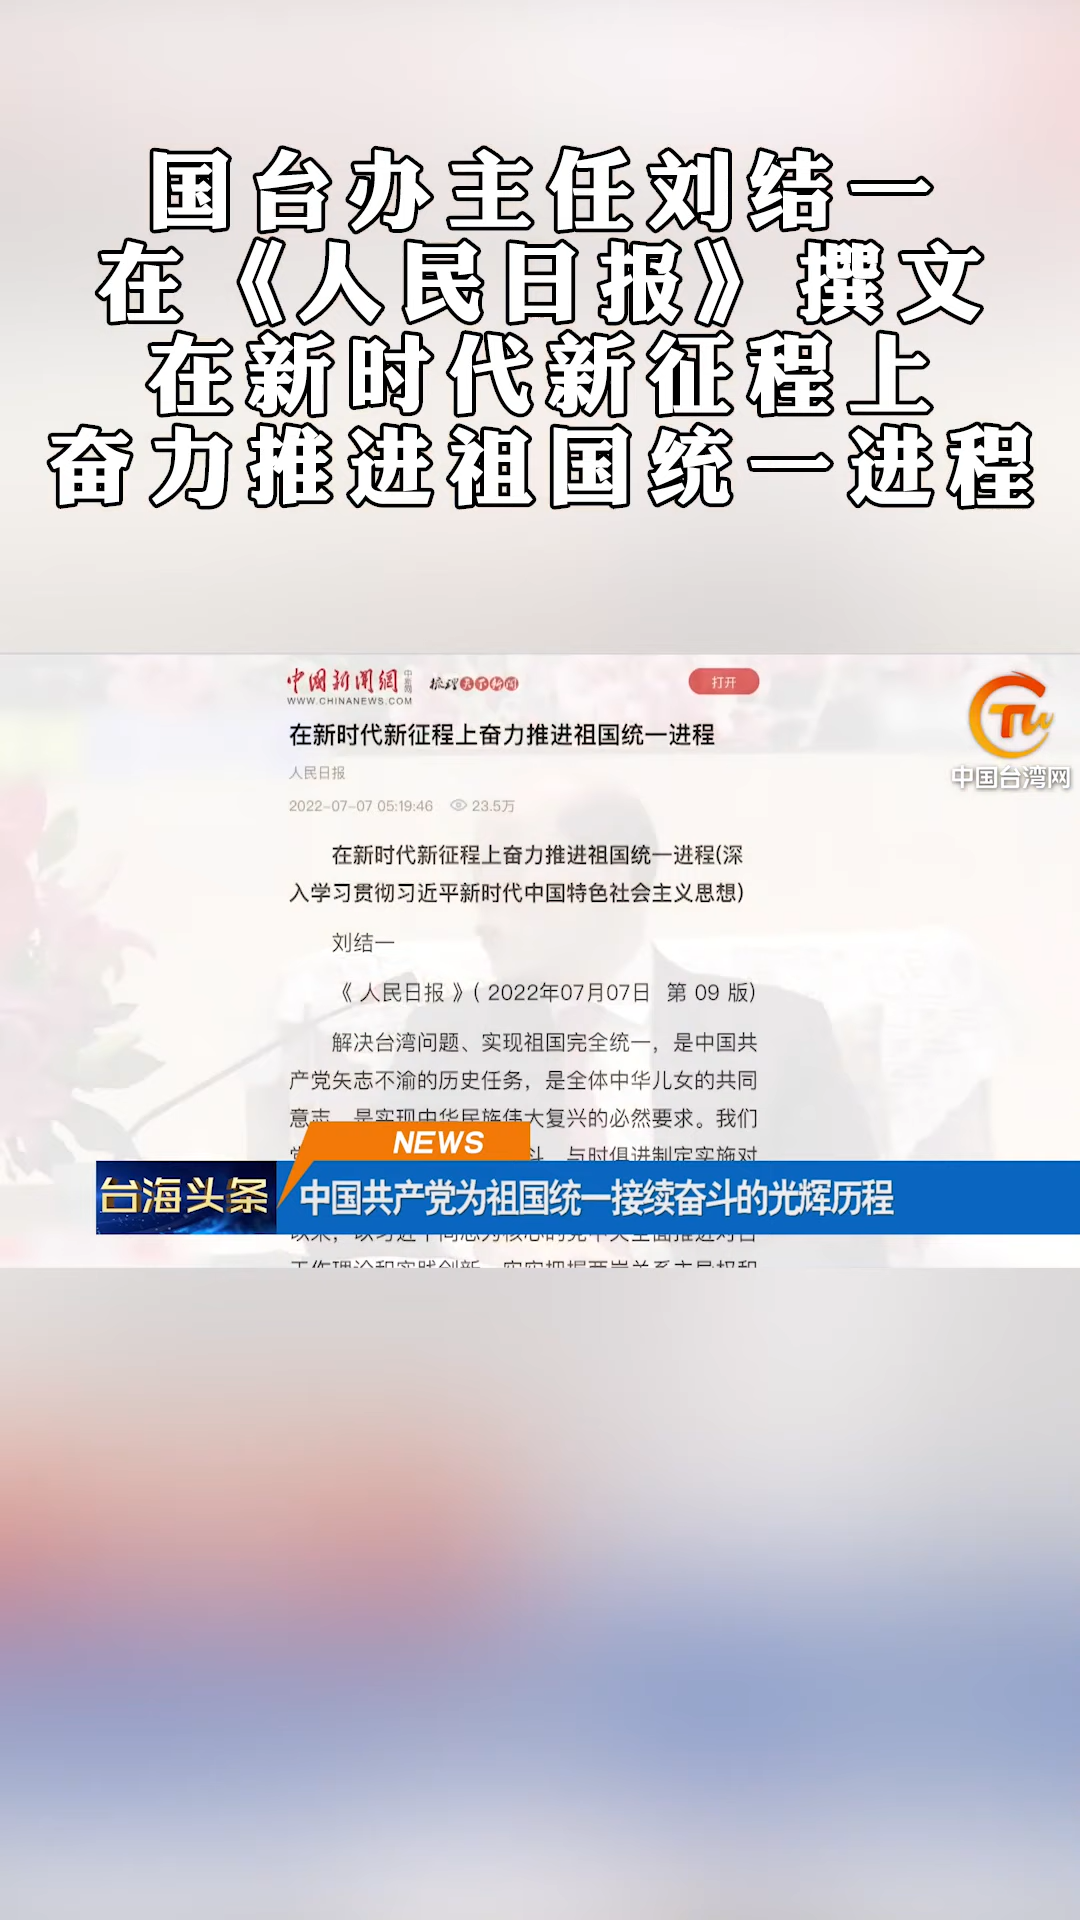 国台办主任刘结一
在《人民日报》撰文
在新时代新征程上
奋力推进祖国统一进程
中国新闻网
中新网
梳理天下新闻
打开
WWW.CHINANEWS.COM
在新时代新征程上奋力推进祖国统一进程
中国台湾网
人民日报
2022-07-07 05:19:46 23.5万
在新时代新征程上奋力推进祖国统一进程(深
入学习贯彻习近平新时代中国特色社会主义思想)
刘结一
《 人民日报 》( 2022年07月07日 第 09 版)
解决台湾问题、实现祖国完全统一，是中国共
产党矢志不渝的历史任务，是全体中华儿女的共同
意志，是实现中华民族伟大复兴的必然要求。我们
NEWS
斗、与时俱进制定实施对
台海头条
中国共产党为祖国统一接续奋斗的光辉历程